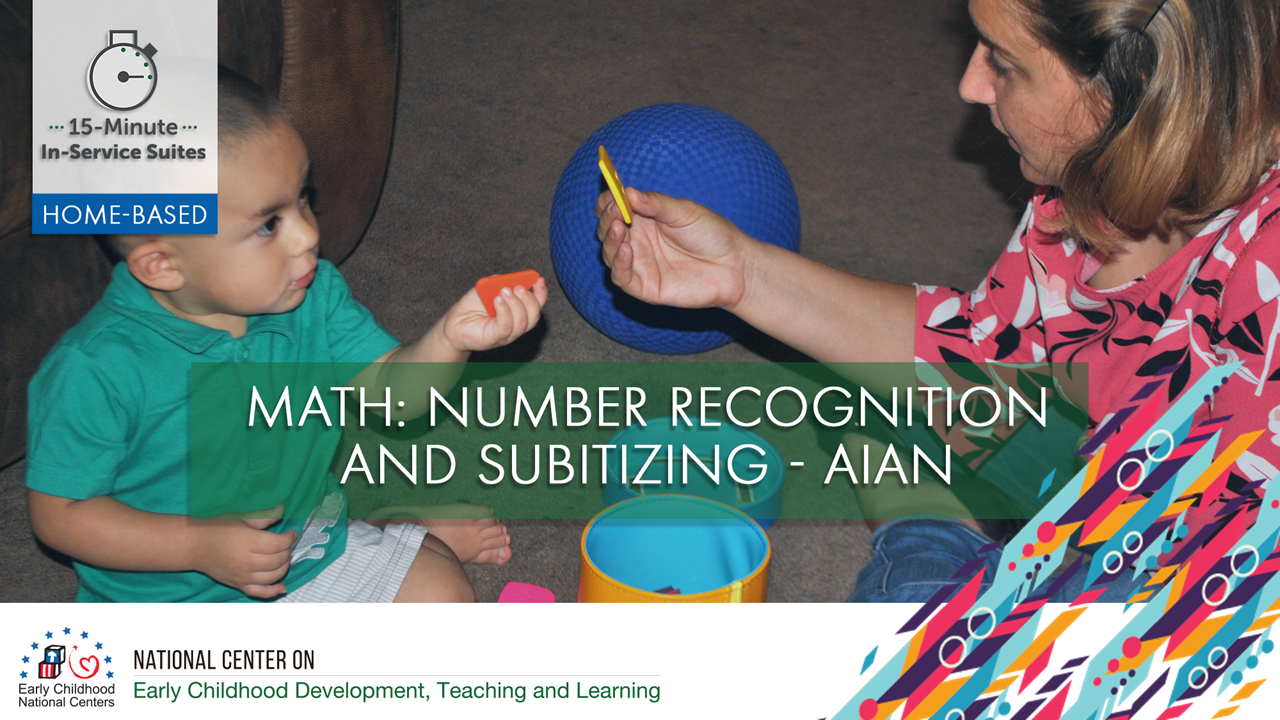 15-Minute
In-Service Suites
HOME-BASED
MATH: NUMBER RECOGNITION
AND SUBITIZING - AIAN
Early Childhood
National Centers
NATIONAL CENTER ON
Early Childhood Development, Teaching and Learning